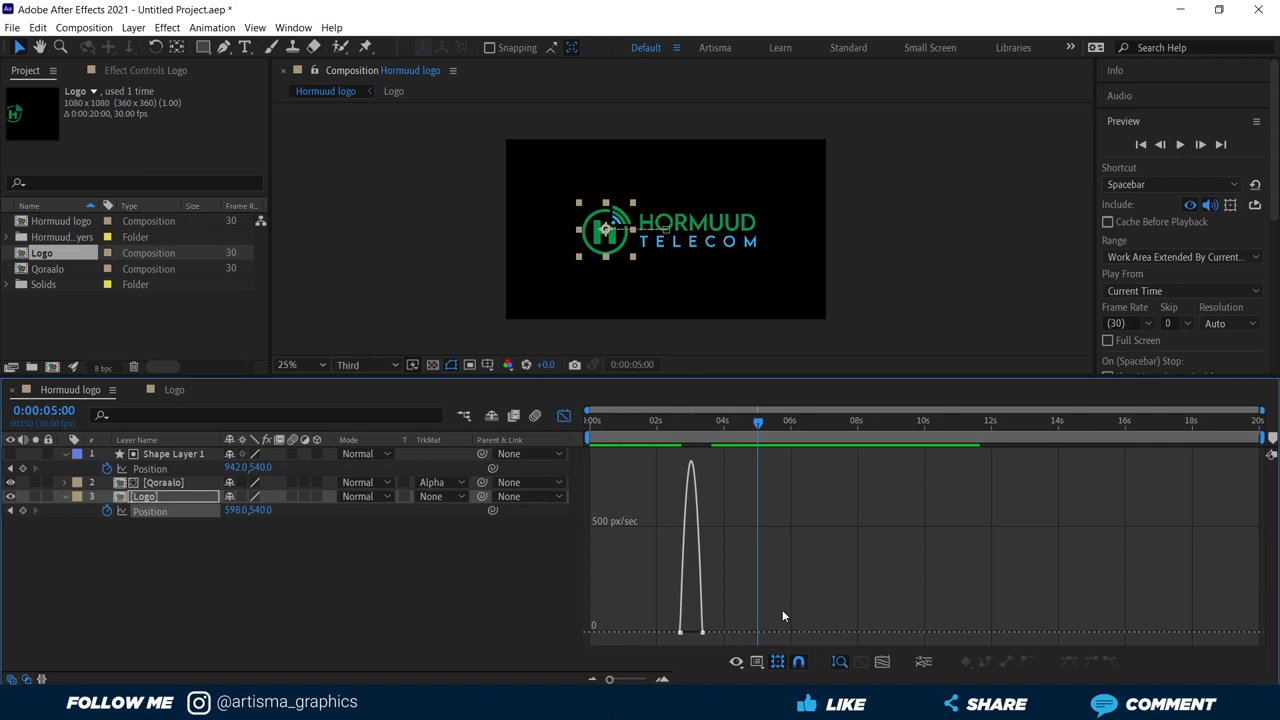 Adobe After Effects 2021 - Untitled Project.aep *
File Edit Composition Layer Effect Animation View Window Help
Snapping Default Artisma Learn Standard Small Screen Libraries Search Help
Project Effect Controls Logo
Composition Hormuud logo
Info
Logo , used 1 time
1080 x 1080 (360 x 360) (1.00)
Δ 0:00:20:00, 30.00 fps
Hormuud logo Logo
Audio
Preview
Shortcut
Spacebar
Include:
Cache Before Playback
Range
Work Area Extended By Current...
Play From
Current Time
Frame Rate Skip Resolution
(30) 0 Auto
Full Screen
On (Spacebar) Stop:
Name Type Size Frame R...
Hormuud logo Composition 30
Hormuud...yers Folder
Logo Composition 30
Qoraalo Composition 30
Solids Folder
H HORMUUD
TELECOM
8 bpc
25% Third +0.0 0:00:05:00
Hormuud logo Logo
0:00:05:00
00150 (30.00 fps)
# Layer Name Mode T TrkMat Parent & Link
1 Shape Layer 1 Normal None
Position 942.0,540.0
2 [Qoraalo] Normal Alpha None
3 [Logo] Normal None None
Position 598.0,540.0
:00s 02s 04s 06s 08s 10s 12s 14s 16s 18s 20s
500 px/sec
0
FOLLOW ME @artisma_graphics LIKE SHARE COMMENT